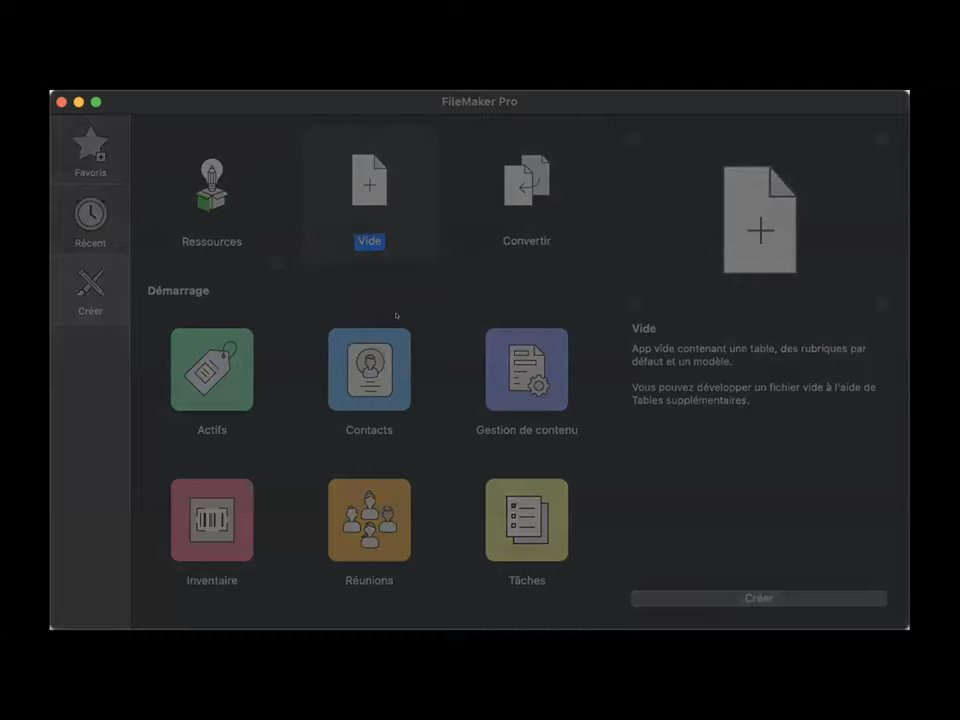 FileMaker Pro
Favoris
Récent
Créer
Ressources
Vide
Convertir
Démarrage
Actifs
Contacts
Gestion de contenu
Inventaire
Réunions
Tâches
Vide
App vide contenant une table, des rubriques par
défaut et un modèle.
Vous pouvez développer un fichier vide à l'aide de
Tables supplémentaires.
Créer